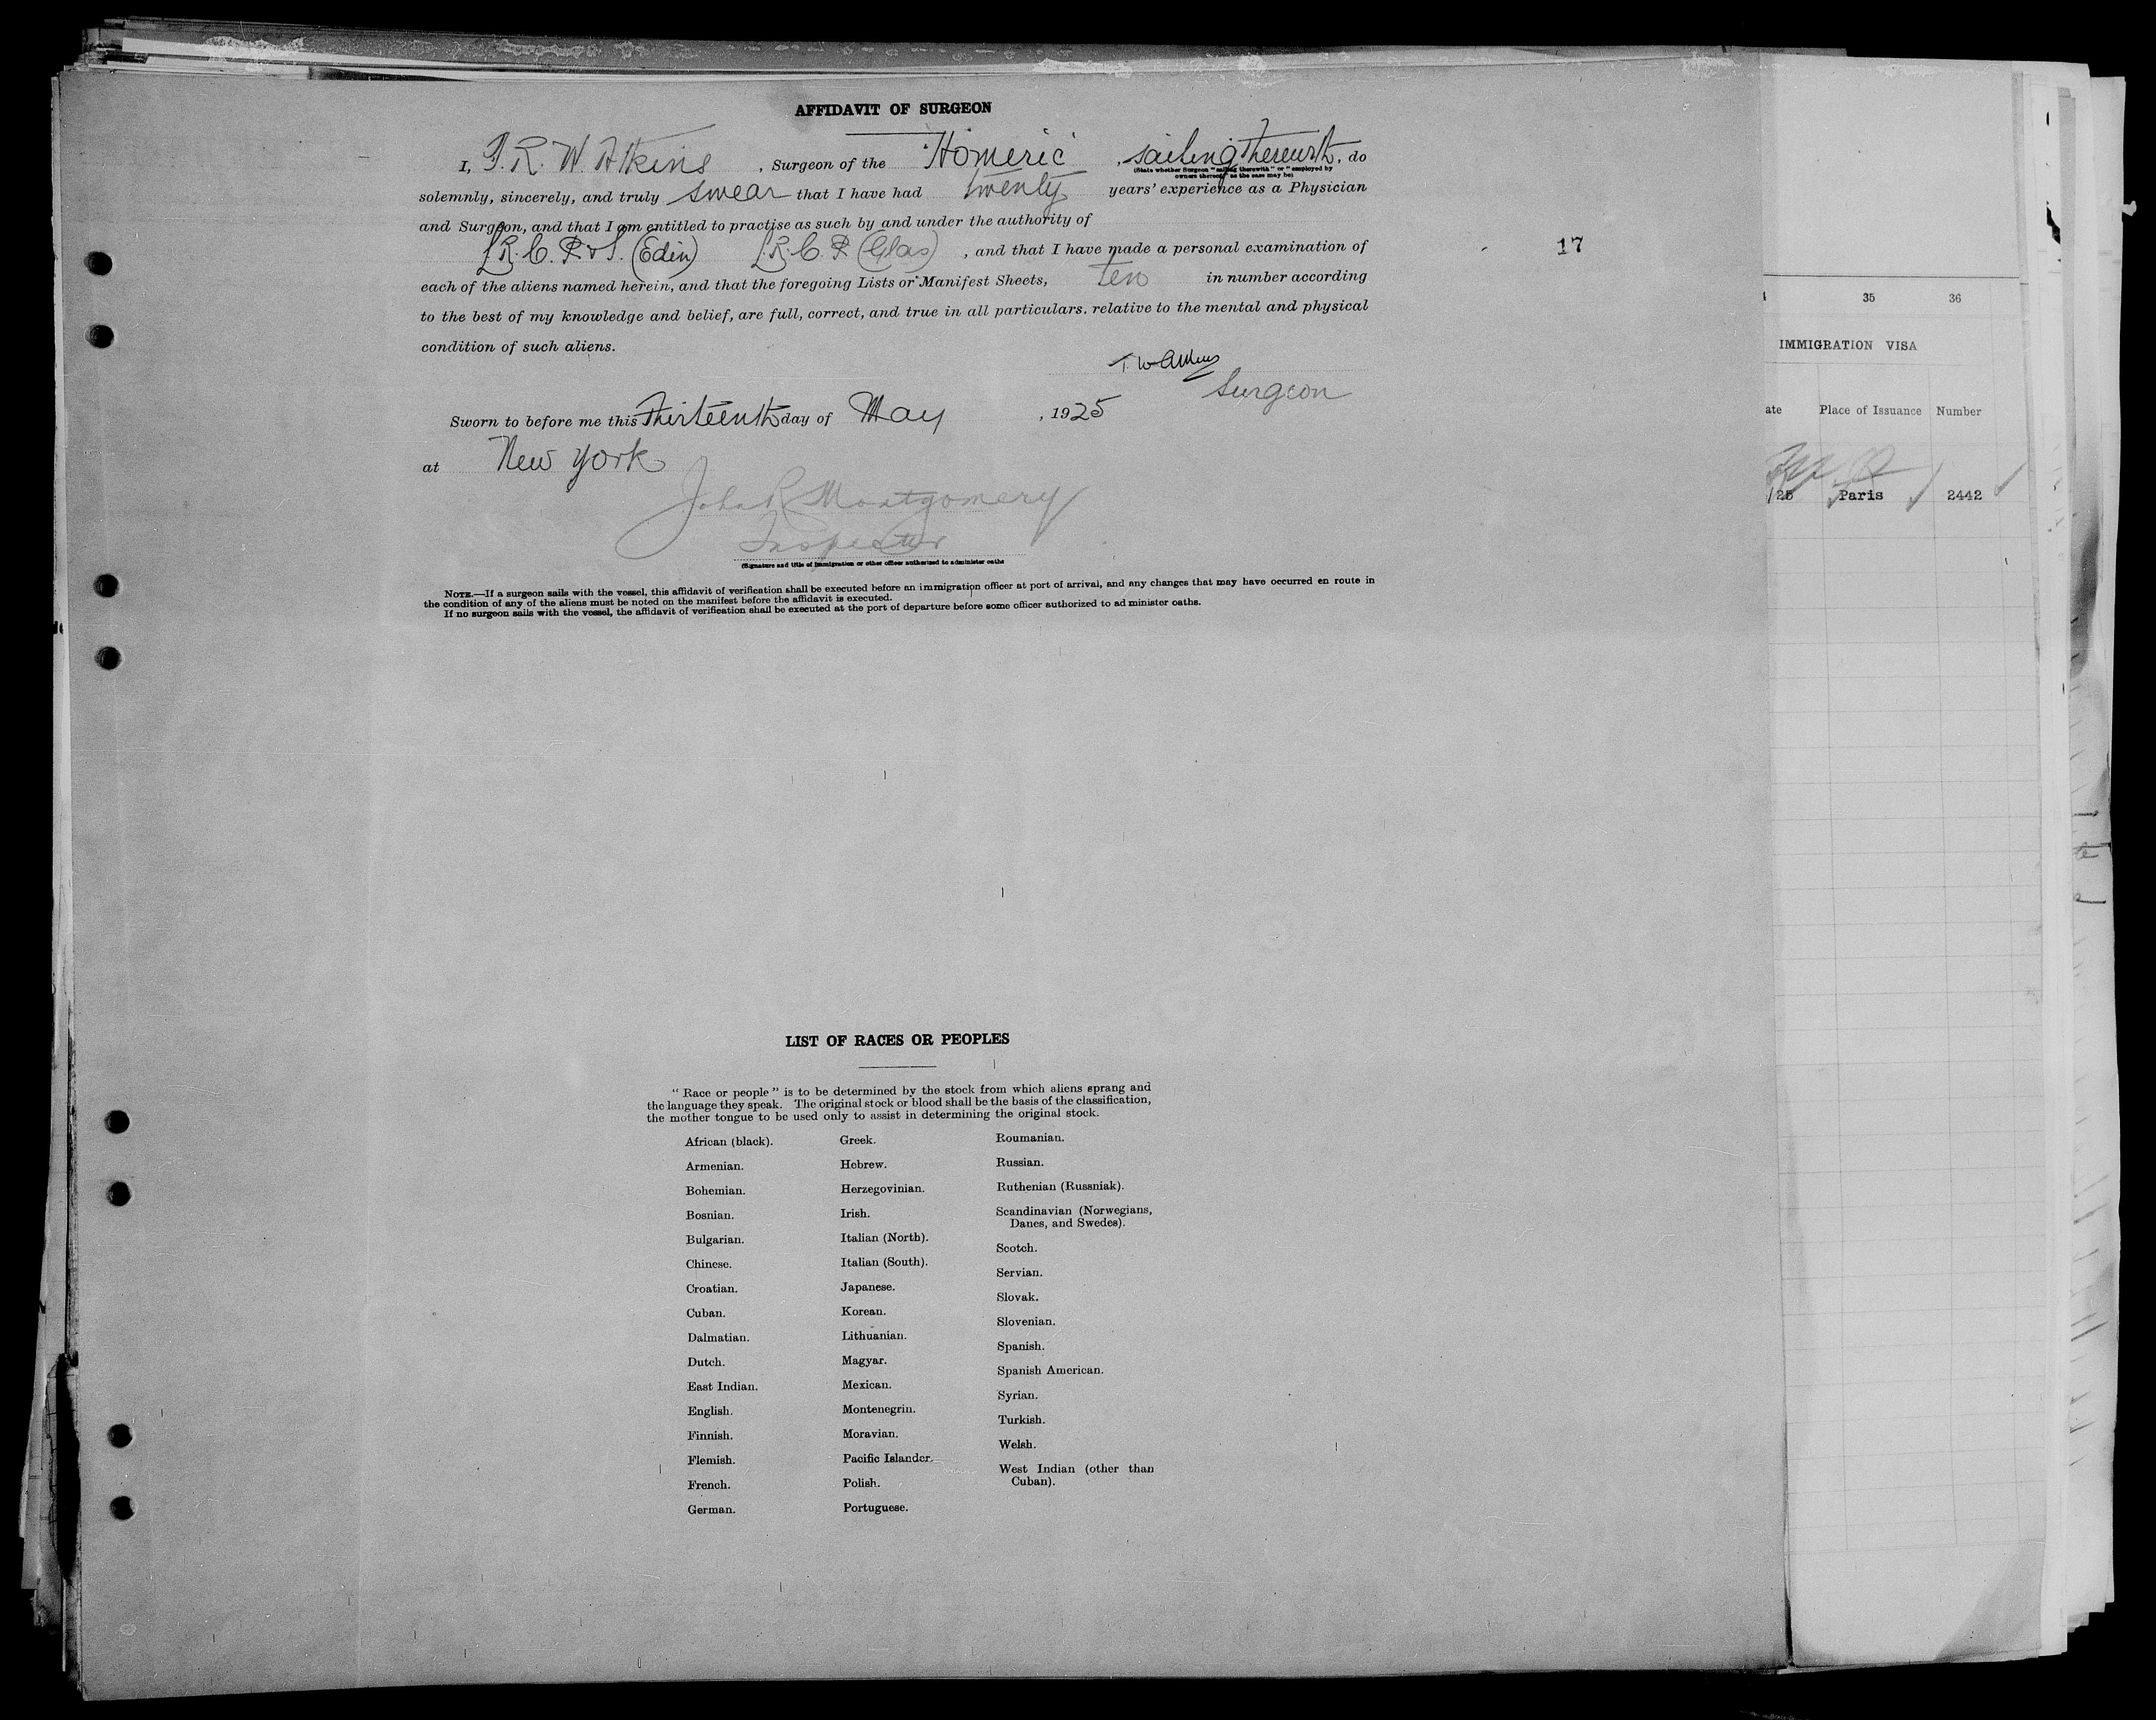 AFFIDAVIT OF SURGEON
I, T. R. W. Atkins, Surgeon of the "Homeric", sailing therewith, do
(State whether Surgeon "sailing therewith" or "employed by
owners thereof" as the case may be)
solemnly, sincerely, and truly swear that I have had twenty years' experience as a Physician
and Surgeon, and that I am entitled to practise as such by and under the authority of
L.R.C.P. & S. (Edin) L.R.C.P (Glas), and that I have made a personal examination of
17
each of the aliens named herein, and that the foregoing Lists or Manifest Sheets, ten in number according
to the best of my knowledge and belief, are full, correct, and true in all particulars. relative to the mental and physical
condition of such aliens.
T W Atkins
Surgeon
Sworn to before me this Thirteenth day of May, 1925
at New York
John R Montgomery
Inspector
(Signature and title of immigration or other officer authorized to administer oaths
NOTE.—If a surgeon sails with the vessel, this affidavit of verification shall be executed before an immigration officer at port of arrival, and any changes that may have occurred en route in
the condition of any of the aliens must be noted on the manifest before the affidavit is executed.
If no surgeon sails with the vessel, the affidavit of verification shall be executed at the port of departure before some officer authorized to ad minister oaths.
LIST OF RACES OR PEOPLES
"Race or people" is to be determined by the stock from which aliens sprang and
the language they speak. The original stock or blood shall be the basis of the classification,
the mother tongue to be used only to assist in determining the original stock.
African (black).
Armenian.
Bohemian.
Bosnian.
Bulgarian.
Chinese.
Croatian.
Cuban.
Dalmatian.
Dutch.
East Indian.
English.
Finnish.
Flemish.
French.
German.
Greek.
Hebrew.
Herzegovinian.
Irish.
Italian (North).
Italian (South).
Japanese.
Korean.
Lithuanian.
Magyar.
Mexican.
Montenegrin.
Moravian.
Pacific Islander.
Polish.
Portuguese.
Roumanian.
Russian.
Ruthenian (Russniak).
Scandinavian (Norwegians,
Danes, and Swedes).
Scotch.
Servian.
Slovak.
Slovenian.
Spanish.
Spanish American.
Syrian.
Turkish.
Welsh.
West Indian (other than
Cuban).
35 36
IMMIGRATION VISA
ate Place of Issuance Number
/25 Paris 2442